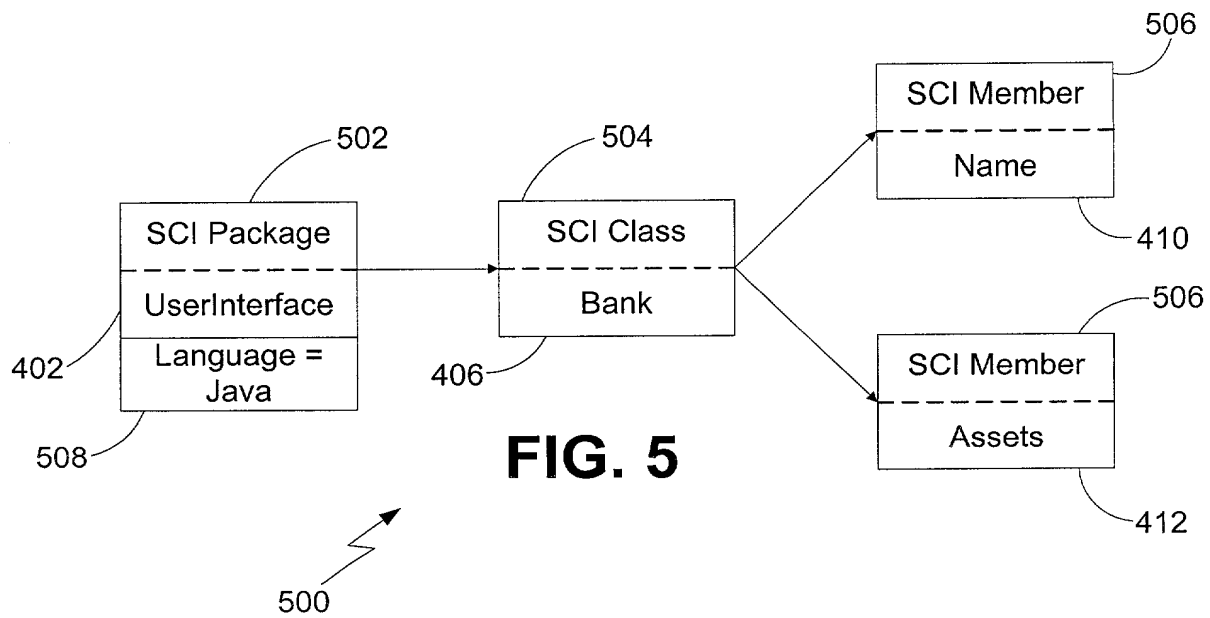 506
SCI Member
Name
410
502
SCI Package
UserInterface
Language =
Java
402
508
504
SCI Class
Bank
406
506
SCI Member
Assets
412
FIG. 5
500